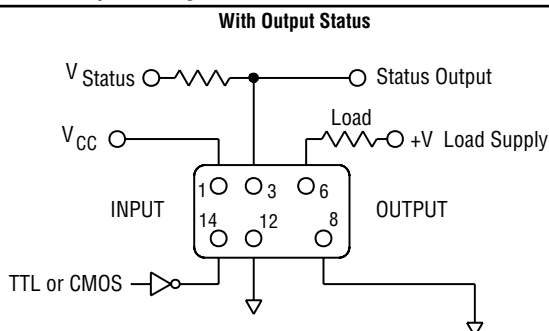 With Output Status
V Status
Status Output
Load
VCC
+V Load Supply
1 3 6
INPUT
OUTPUT
14 12 8
TTL or CMOS